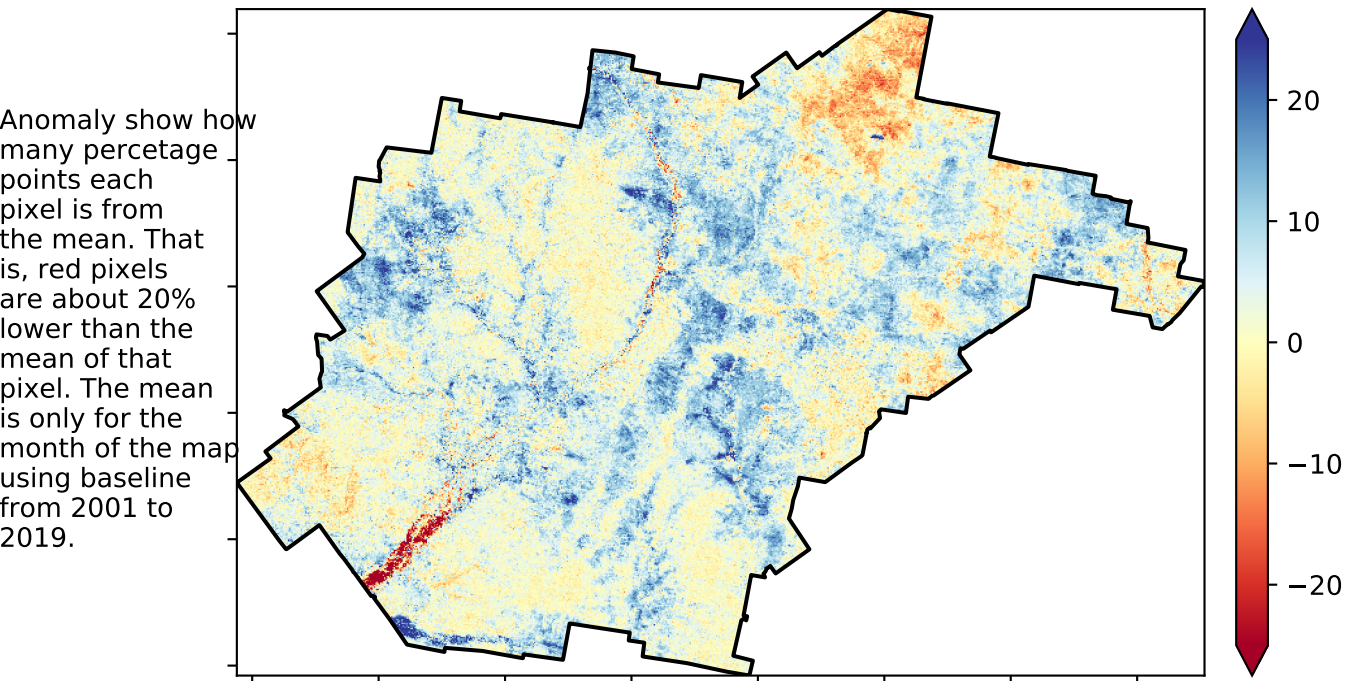 Anomaly show how
many percetage
points each
pixel is from
the mean. That
is, red pixels
are about 20%
lower than the
mean of that
pixel. The mean
is only for the
month of the map
using baseline
from 2001 to
2019.
20
10
0
−10
−20